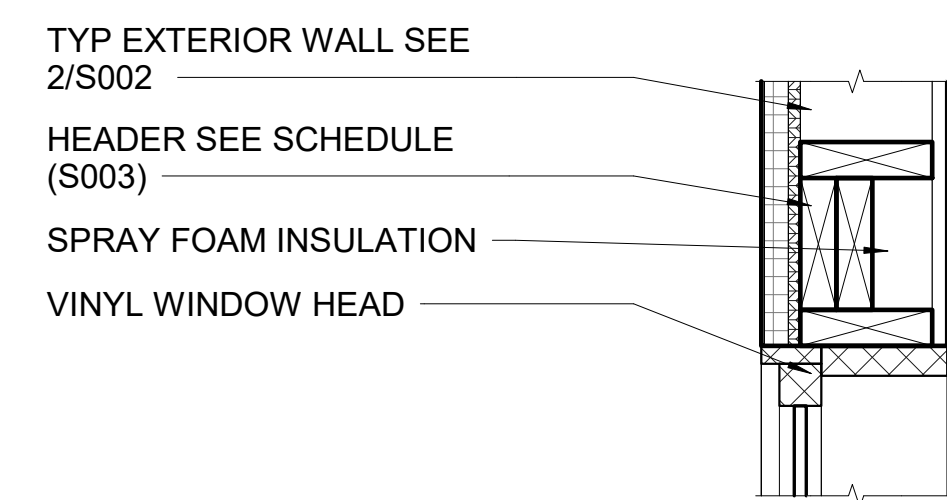 TYP EXTERIOR WALL SEE
2/S002
HEADER SEE SCHEDULE
(S003)
SPRAY FOAM INSULATION
VINYL WINDOW HEAD